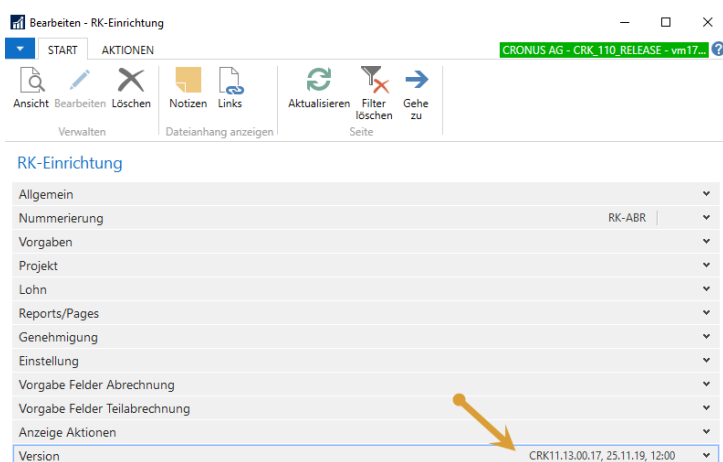 Bearbeiten - RK-Einrichtung
START AKTIONEN CRONUS AG - CRK_110_RELEASE - vm17...
Ansicht Bearbeiten Löschen Notizen Links Aktualisieren Filter löschen Gehe zu
Verwalten Dateianhang anzeigen Seite
RK-Einrichtung
Allgemein
Nummerierung RK-ABR
Vorgaben
Projekt
Lohn
Reports/Pages
Genehmigung
Einstellung
Vorgabe Felder Abrechnung
Vorgabe Felder Teilabrechnung
Anzeige Aktionen
Version CRK11.13.00.17, 25.11.19, 12:00